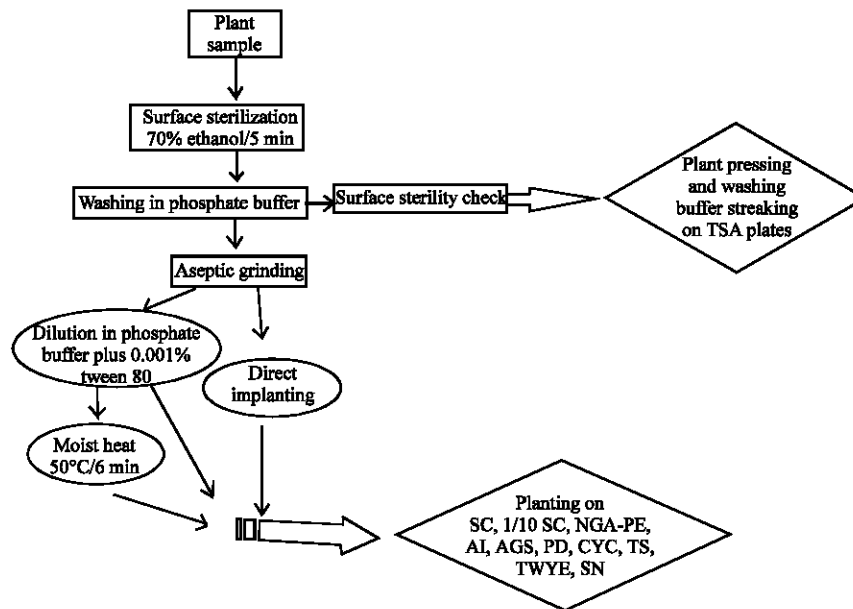 Plant
sample
Surface sterilization
70% ethanol/5 min
Washing in phosphate buffer
Surface sterility check
Plant pressing
and washing
buffer streaking
on TSA plates
Aseptic grinding
Dilution in phosphate
buffer plus 0.001%
tween 80
Direct
implanting
Moist heat
50°C/6 min
Planting on
SC, 1/10 SC, NGA-PE,
AI, AGS, PD, CYC, TS,
TWYE, SN